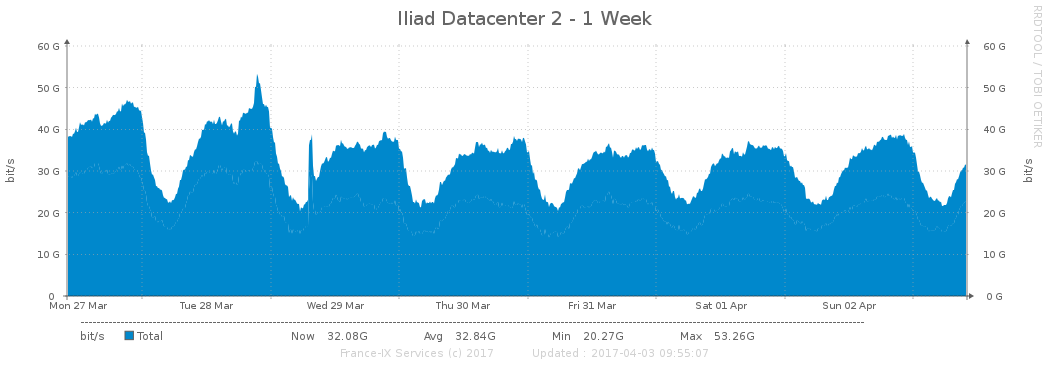 Iliad Datacenter 2 - 1 Week
RRDTOOL / TOBI OETIKER
bit/s
60 G
50 G
40 G
30 G
20 G
10 G
0
60 G
50 G
40 G
30 G
20 G
10 G
0 G
bit/s
Mon 27 Mar Tue 28 Mar Wed 29 Mar Thu 30 Mar Fri 31 Mar Sat 01 Apr Sun 02 Apr
bit/s Total Now 32.08G Avg 32.84G Min 20.27G Max 53.26G
France-IX Services (c) 2017 Updated : 2017-04-03 09:55:07